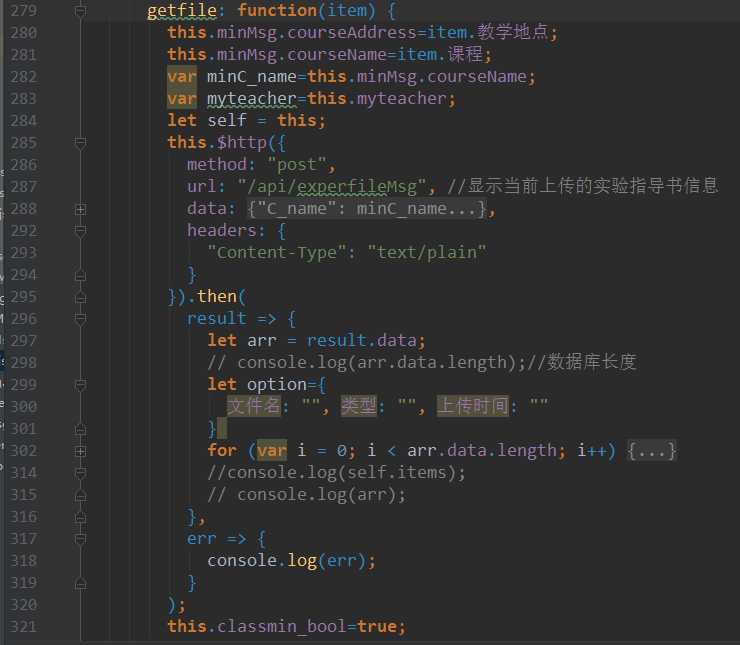 279 getfile: function(item) {
280 this.minMsg.courseAddress=item.教学地点;
281 this.minMsg.courseName=item.课程;
282 var minC_name=this.minMsg.courseName;
283 var myteacher=this.myteacher;
284 let self = this;
285 this.$http({
286 method: "post",
287 url: "/api/experfileMsg", //显示当前上传的实验指导书信息
288 data: {"C_name": minC_name...},
292 headers: {
293 "Content-Type": "text/plain"
294 }
295 }).then(
296 result => {
297 let arr = result.data;
298 // console.log(arr.data.length);//数据库长度
299 let option={
300 文件名: "", 类型: "", 上传时间: ""
301 }
302 for (var i = 0; i < arr.data.length; i++) {...}
314 //console.log(self.items);
315 // console.log(arr);
316 },
317 err => {
318 console.log(err);
319 }
320 );
321 this.classmin_bool=true;